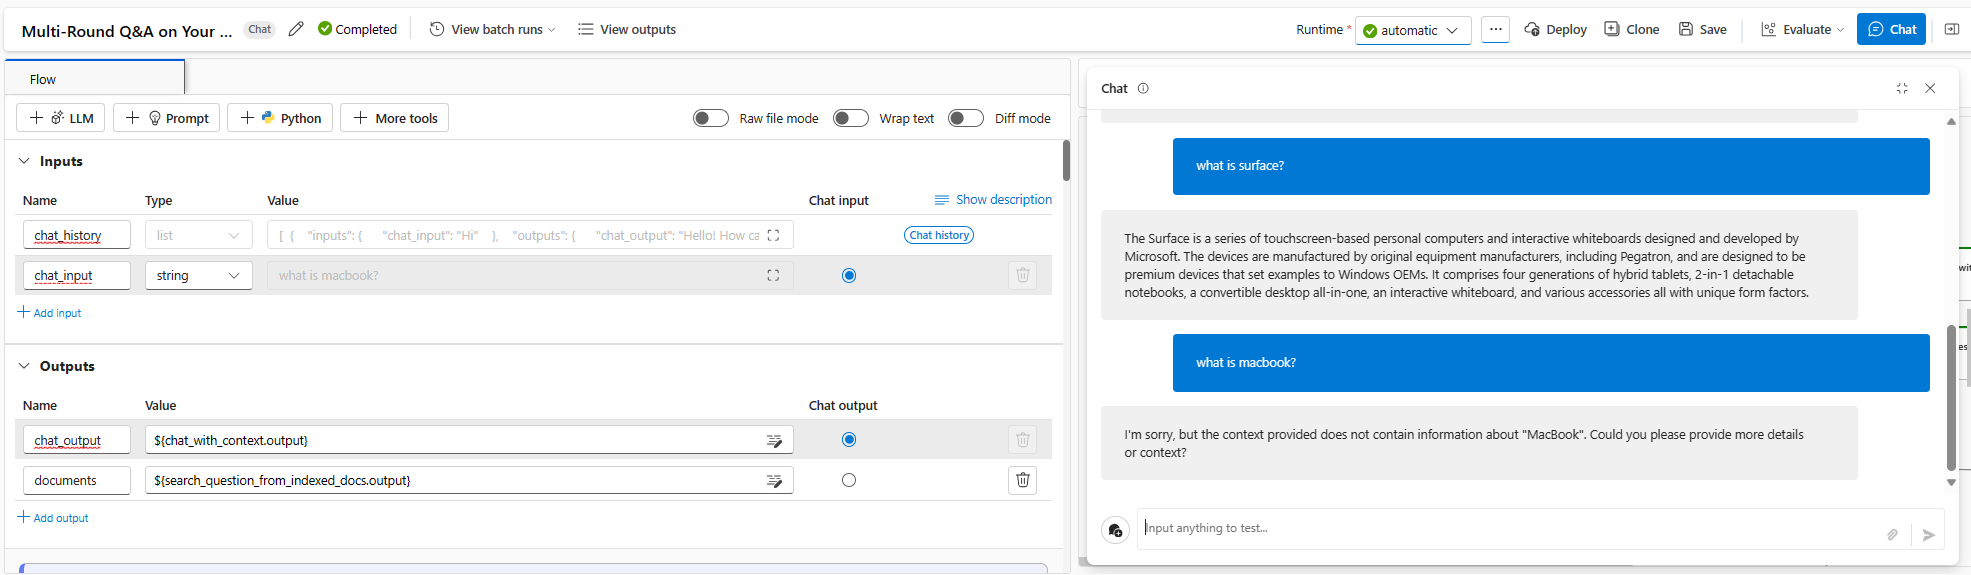 Multi-Round Q&A on Your ... Chat Completed View batch runs View outputs Runtime * automatic ... Deploy Clone Save Evaluate Chat
Flow
LLM Prompt Python More tools Raw file mode Wrap text Diff mode
Inputs
Name Type Value Chat input Show description
chat_history list [ { "inputs": { "chat_input": "Hi" }, "outputs": { "chat_output": "Hello! How ca Chat history
chat_input string what is macbook?
Add input
Outputs
Name Value Chat output
chat_output ${chat_with_context.output}
documents ${search_question_from_indexed_docs.output}
Add output
Chat
what is surface?
The Surface is a series of touchscreen-based personal computers and interactive whiteboards designed and developed by
Microsoft. The devices are manufactured by original equipment manufacturers, including Pegatron, and are designed to be
premium devices that set examples to Windows OEMs. It comprises four generations of hybrid tablets, 2-in-1 detachable
notebooks, a convertible desktop all-in-one, an interactive whiteboard, and various accessories all with unique form factors.
what is macbook?
I'm sorry, but the context provided does not contain information about "MacBook". Could you please provide more details
or context?
Input anything to test...
wit
es